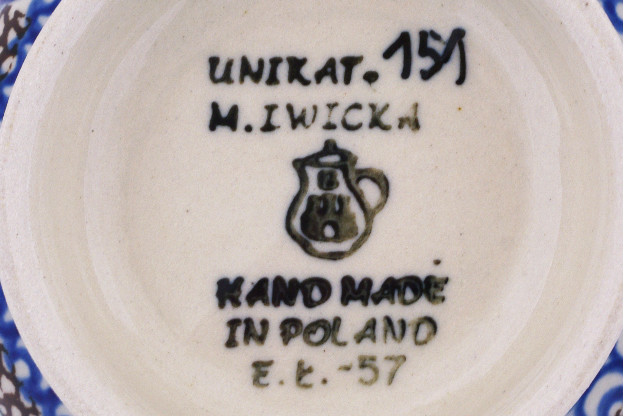 UNIKAT. 151
M. IWICKA
B
HAND MADE
IN POLAND
E.Ł.-57